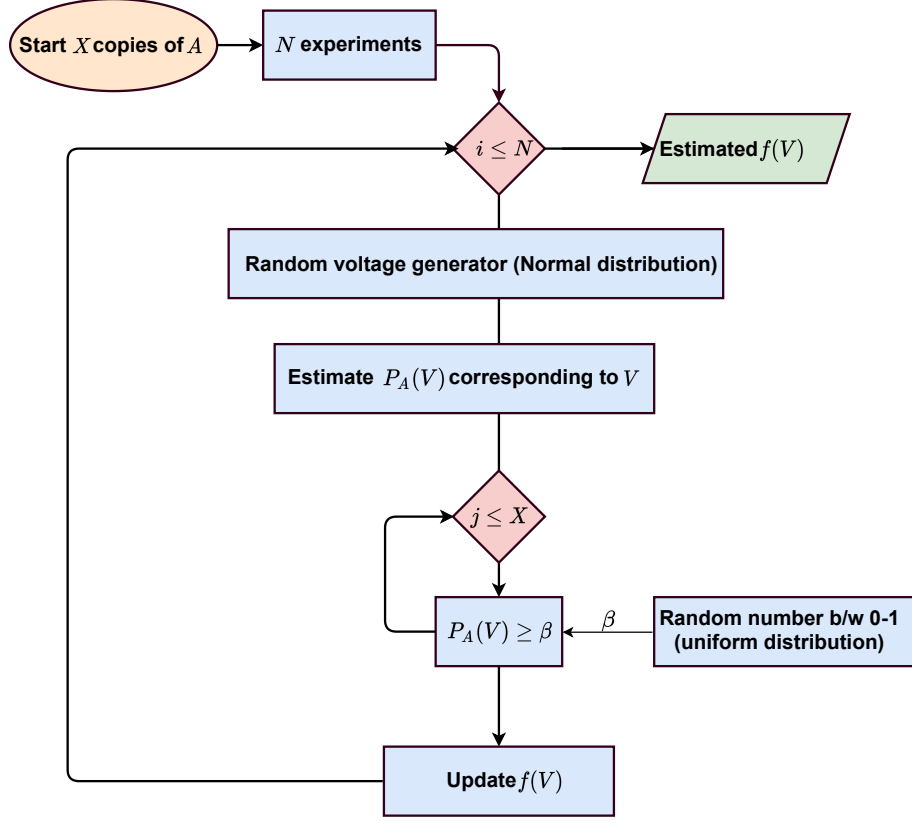 Start X copies of A
N experiments
i ≤ N
Estimated f(V)
Random voltage generator (Normal distribution)
Estimate P_A(V) corresponding to V
j ≤ X
P_A(V) ≥ β
β
Random number b/w 0-1
(uniform distribution)
Update f(V)